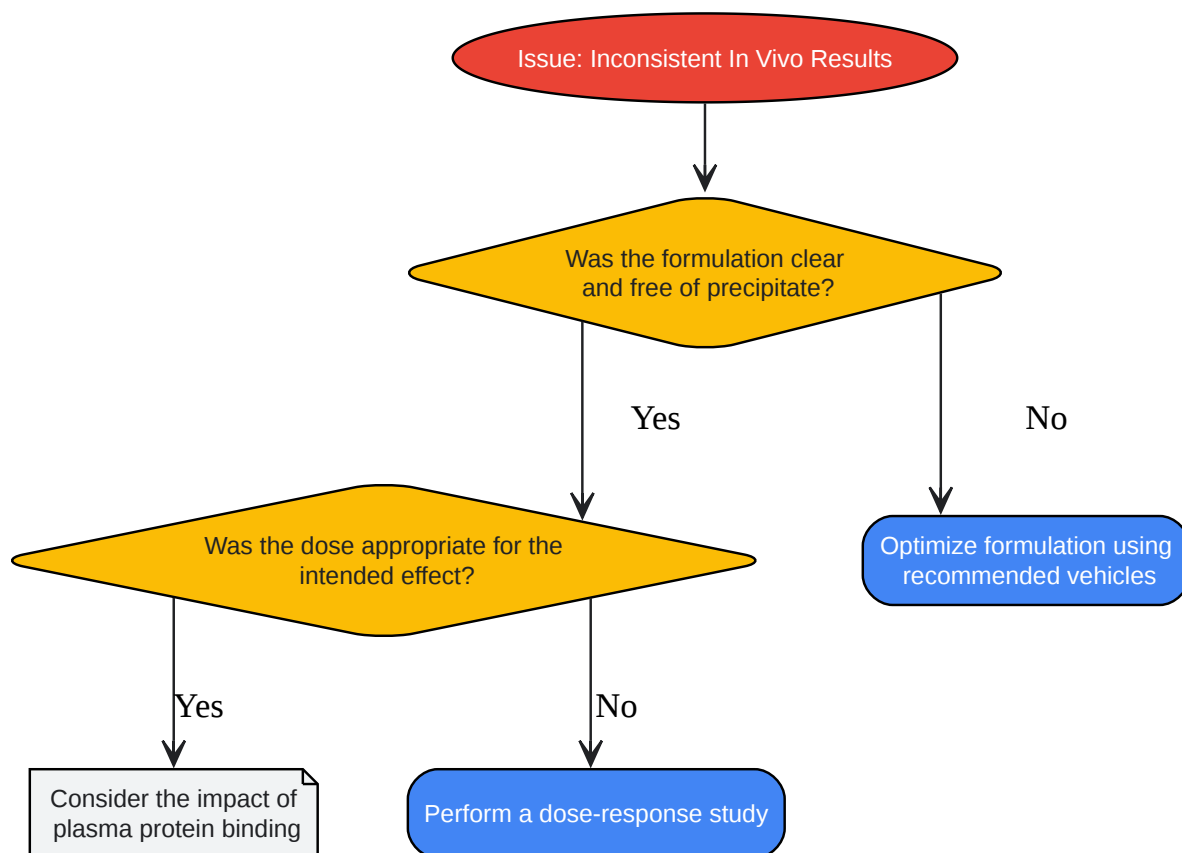 Issue: Inconsistent In Vivo Results
Was the formulation clear
and free of precipitate?
Yes
No
Was the dose appropriate for the
intended effect?
Optimize formulation using
recommended vehicles
Yes
No
Consider the impact of
plasma protein binding
Perform a dose-response study